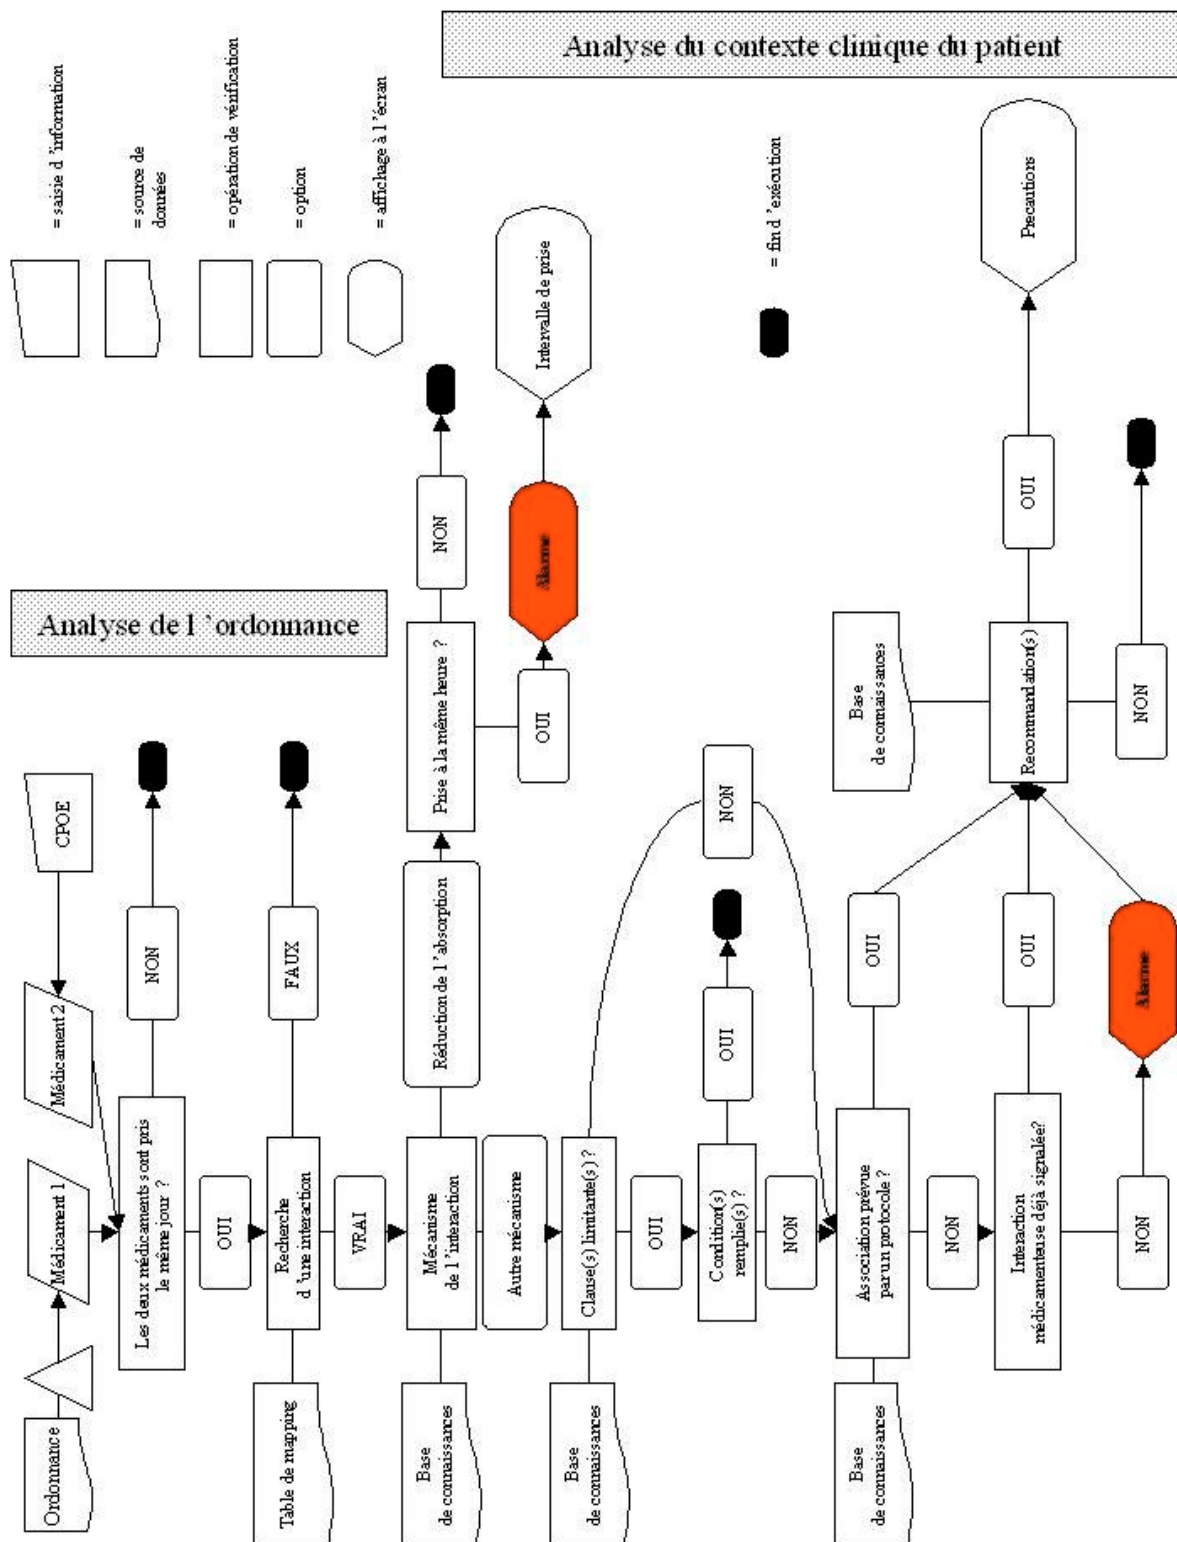 Ordonnance
Médicament 1
Médicament 2
CPOE
Les deux médicaments sont pris
le même jour ?
NON
OUI
Analyse de l 'ordonnance
Table de mapping
Recherche
d 'une interaction
FAUX
VRAI
Base
de connaissances
Mécanisme
de l 'interaction
Réduction de l 'absorption
Prise à la même heure ?
NON
OUI
Alarme
Intervalle de prise
Autre mécanisme
Base
de connaissances
Clause(s) limitante(s) ?
NON
OUI
Condition(s)
remplie(s) ?
OUI
NON
Base
de connaissances
Association prévue
par un protocole ?
OUI
NON
Interaction
médicamenteuse déjà signalée?
OUI
NON
Alarme
Base
de connaissances
Recommandation(s)
OUI
NON
Precautions
= saisie d 'information
= source de
données
= opération de vérification
= option
= affichage à l 'écran
= fin d 'exécution
Analyse du contexte clinique du patient